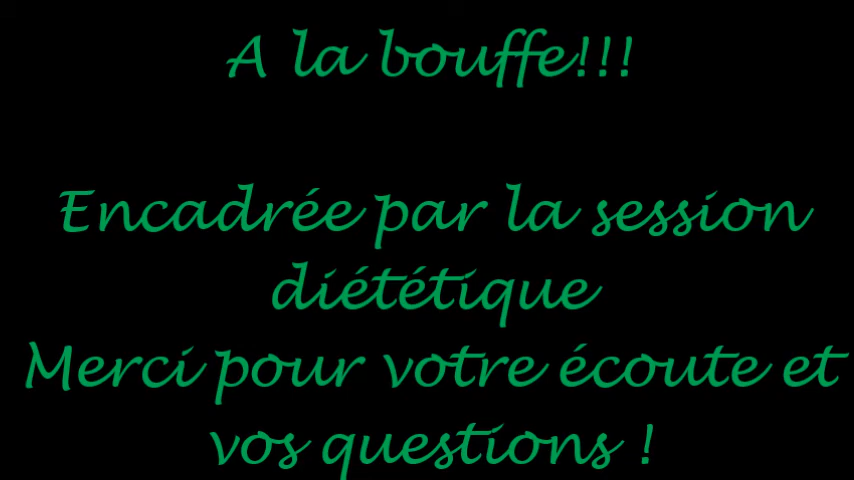 A la bouffe!!!
Encadrée par la session
diététique
Merci pour votre écoute et
vos questions !